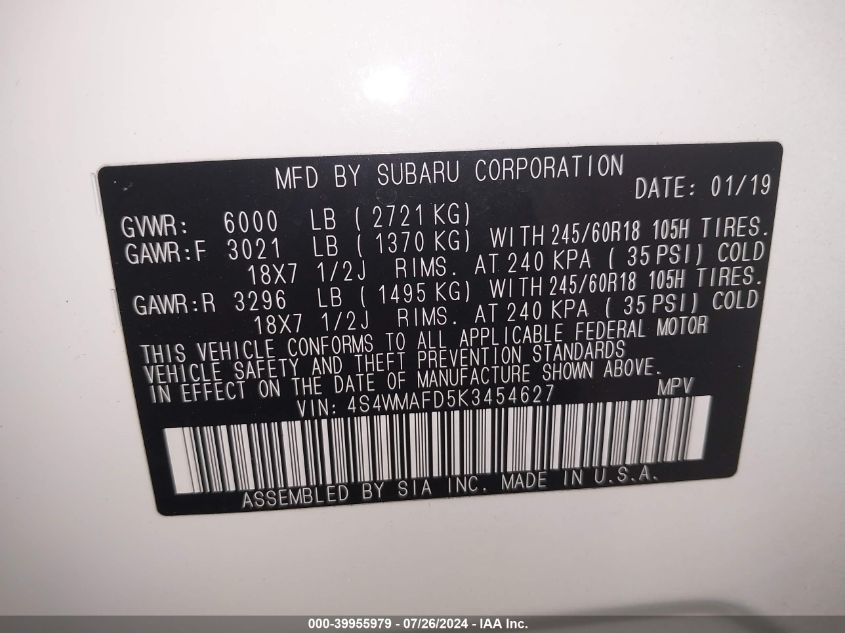 MFD BY SUBARU CORPORATION
DATE: 01/19
GVWR: 6000 LB ( 2721 KG)
GAWR:F 3021 LB ( 1370 KG) WITH 245/60R18 105H TIRES.
18X7 1/2J RIMS. AT 240 KPA ( 35 PSI) COLD
GAWR:R 3296 LB ( 1495 KG) WITH 245/60R18 105H TIRES.
18X7 1/2J RIMS. AT 240 KPA ( 35 PSI) COLD
THIS VEHICLE CONFORMS TO ALL APPLICABLE FEDERAL MOTOR
VEHICLE SAFETY AND THEFT PREVENTION STANDARDS
IN EFFECT ON THE DATE OF MANUFACTURE SHOWN ABOVE.
VIN: 4S4WMAFD5K3454627 MPV
ASSEMBLED BY SIA INC. MADE IN U.S.A.
000-39955979 - 07/26/2024 - IAA Inc.